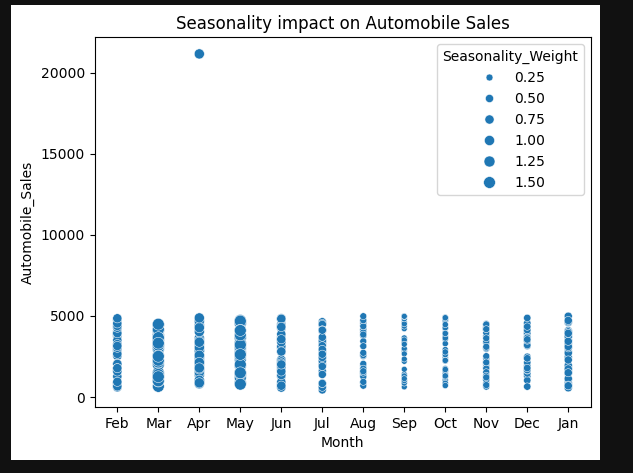 Seasonality impact on Automobile Sales
Seasonality_Weight
0.25
0.50
0.75
1.00
1.25
1.50
20000
15000
10000
5000
0
Automobile_Sales
Feb Mar Apr May Jun Jul Aug Sep Oct Nov Dec Jan
Month